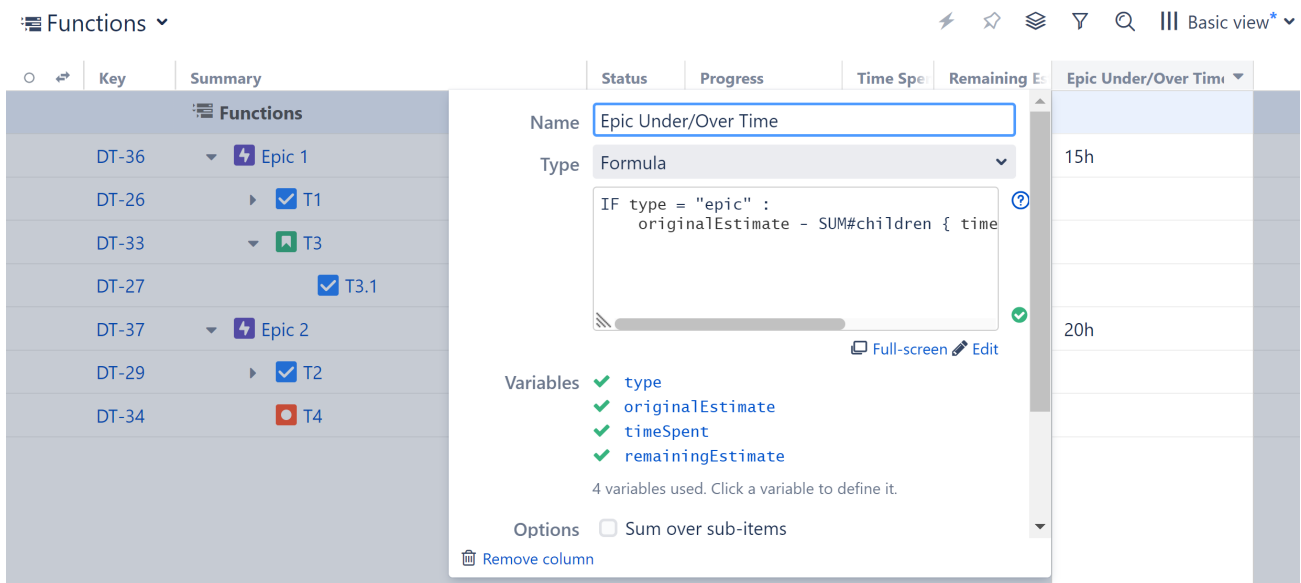 Functions
Basic view*
Key Summary Status Progress Time Spe Remaining Es Epic Under/Over Time
Functions
Name Epic Under/Over Time
DT-36 Epic 1 15h
Type Formula
DT-26 T1
IF type = "epic" :
originalEstimate - SUM#children { time
DT-33 T3
DT-27 T3.1
DT-37 Epic 2 20h
Full-screen Edit
DT-29 T2
Variables type
originalEstimate
DT-34 T4
timeSpent
remainingEstimate
4 variables used. Click a variable to define it.
Options Sum over sub-items
Remove column